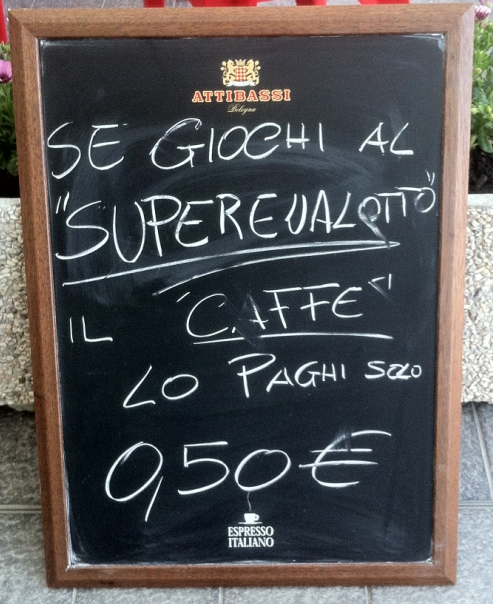 ATTIBASSI
Bologna
SE GIOCHI AL
"SUPERENALOTTO"
IL "CAFFE"
LO PAGHI SOLO
0,50€
ESPRESSO
ITALIANO